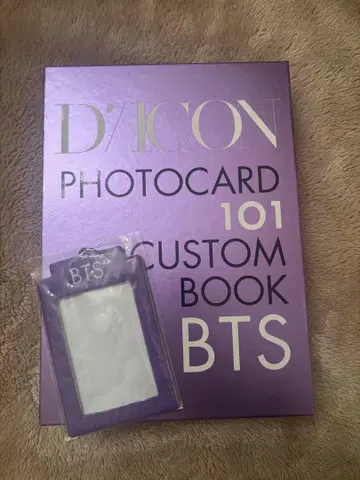 D/ICON
PHOTOCARD
101
CUSTOM
BOOK
BTS
BTS